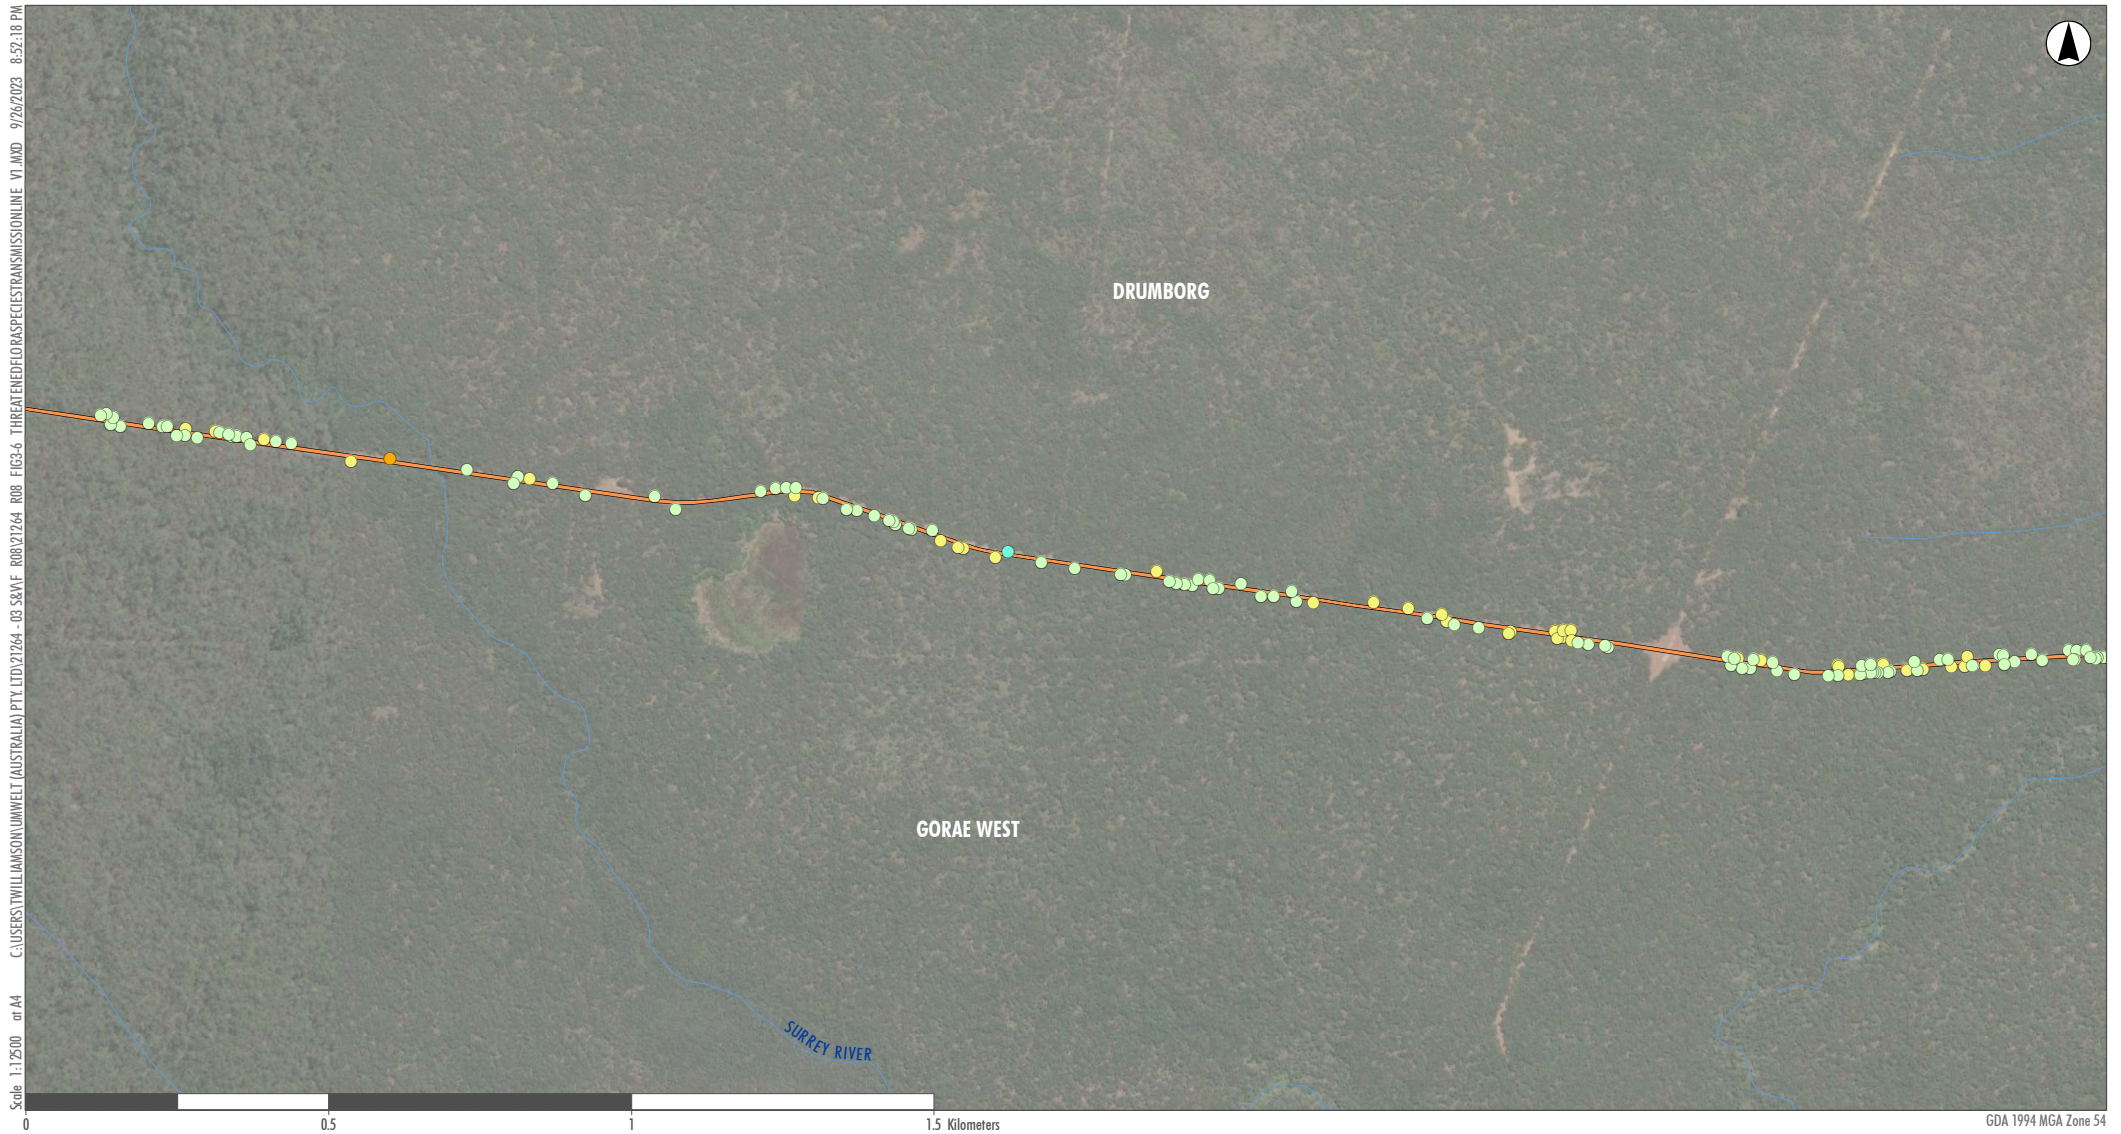 Scale 1:12500 at A4 C:\USERS\TWILLIAMSON\UMWELT (AUSTRALIA) PTY. LTD\21264 - 03 S&V\F_R08\21264_R08_FIG3-6_THREATENEDFLORASPECIESTRANSMISSIONLINE_V1.MXD 9/26/2023 8:52:18 PM
DRUMBORG
GORAE WEST
SURREY RIVER
0 0.5 1 1.5 Kilometers
GDA 1994 MGA Zone 54